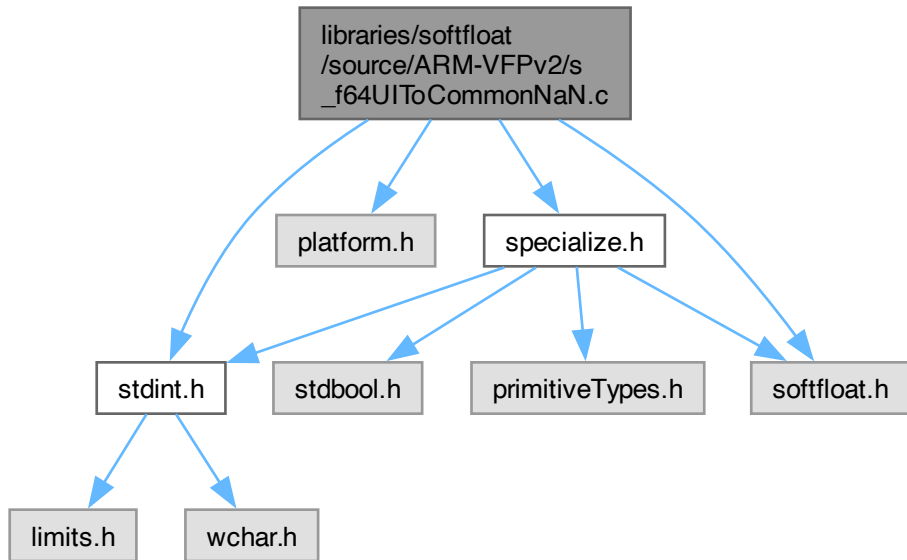 libraries/softfloat
/source/ARM-VFPv2/s
_f64UIToCommonNaN.c
platform.h
specialize.h
stdint.h
stdbool.h
primitiveTypes.h
softfloat.h
limits.h
wchar.h